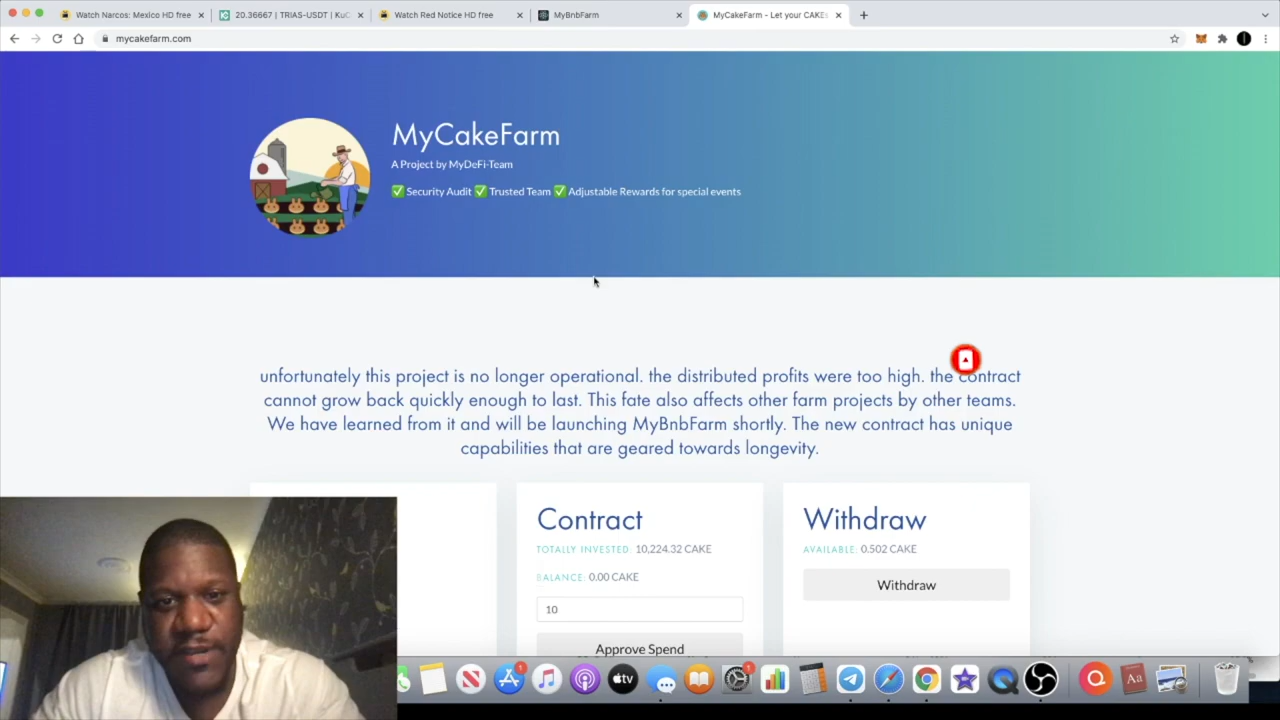 Watch Narcos: Mexico HD free
20.36667 | TRIAS-USDT | KuC
Watch Red Notice HD free
MyBnbFarm
MyCakeFarm - Let your CAKE
mycakefarm.com
MyCakeFarm
A Project by MyDeFi-Team
✅ Security Audit ✅ Trusted Team ✅ Adjustable Rewards for special events
unfortunately this project is no longer operational. the distributed profits were too high. the contract
cannot grow back quickly enough to last. This fate also affects other farm projects by other teams.
We have learned from it and will be launching MyBnbFarm shortly. The new contract has unique
capabilities that are geared towards longevity.
Contract
TOTALLY INVESTED: 10,224.32 CAKE
BALANCE: 0.00 CAKE
10
Approve Spend
Withdraw
AVAILABLE: 0.502 CAKE
Withdraw
tv
Aa